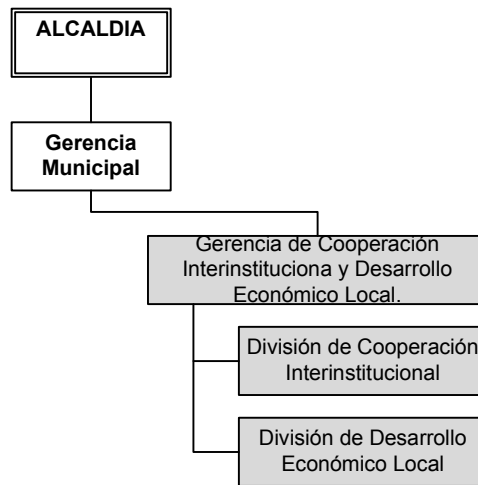 ALCALDIA
Gerencia
Municipal
Gerencia de Cooperación
Interinstituciona y Desarrollo
Económico Local.
División de Cooperación
Interinstitucional
División de Desarrollo
Económico Local